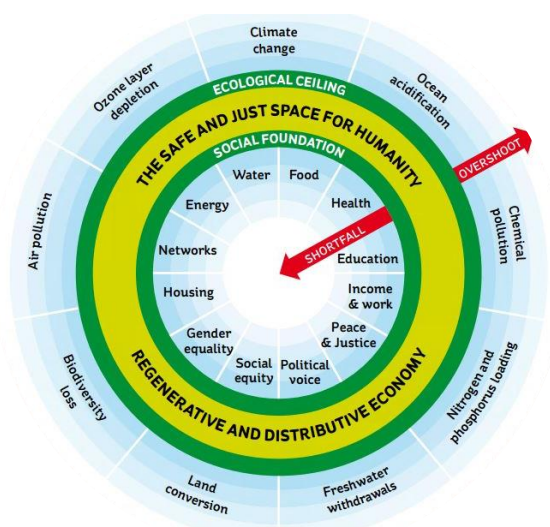 Climate
change
Ozone layer
depletion
Ocean
acidification
ECOLOGICAL CEILING
THE SAFE AND JUST SPACE FOR HUMANITY
OVERSHOOT
SOCIAL FOUNDATION
Water
Food
Energy
Health
SHORTFALL
Air pollution
Chemical
pollution
Networks
Education
Housing
Income
& work
Gender
equality
Peace
& Justice
Social
equity
Political
voice
REGENERATIVE AND DISTRIBUTIVE ECONOMY
Biodiversity
loss
Nitrogen and
phosphorus loading
Land
conversion
Freshwater
withdrawals